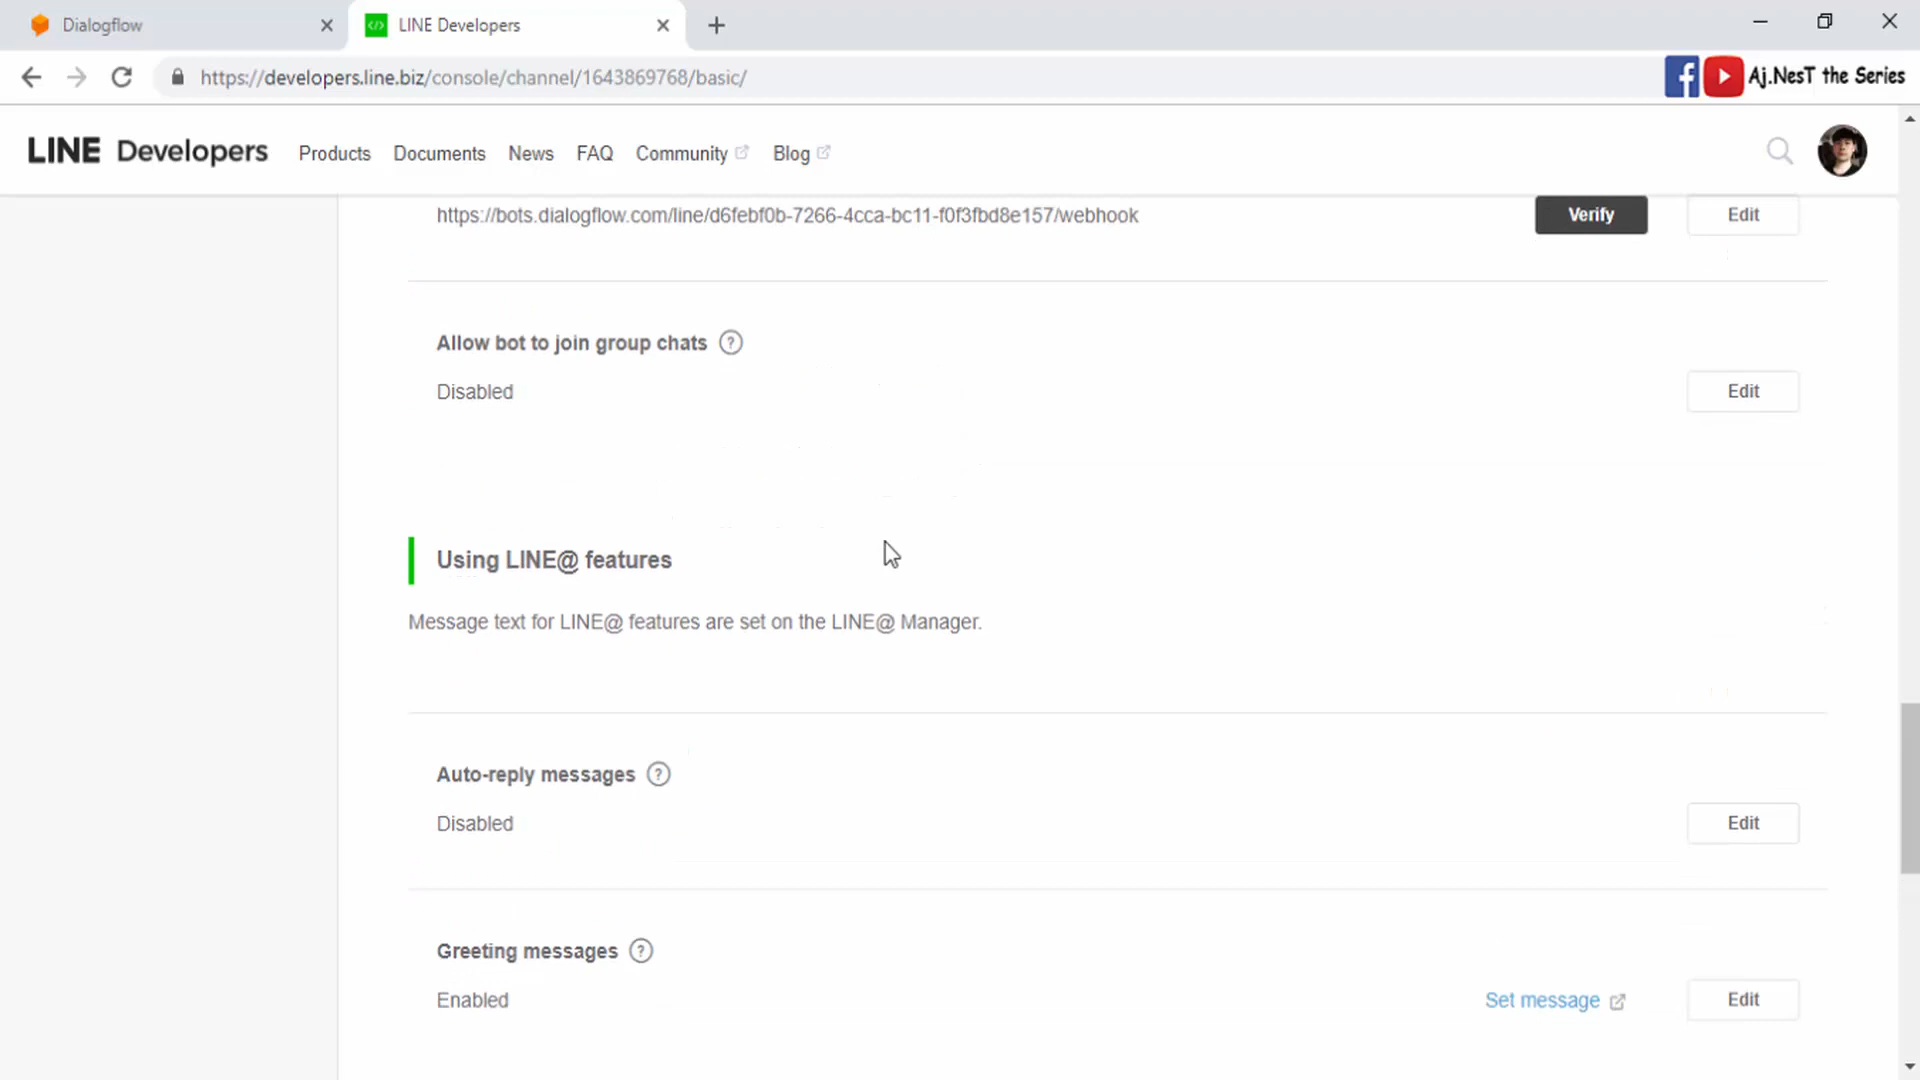 Dialogflow
LINE Developers
https://developers.line.biz/console/channel/1643869768/basic/
Aj.NesT the Series
LINE Developers
Products
Documents
News
FAQ
Community
Blog
https://bots.dialogflow.com/line/d6febf0b-7266-4cca-bc11-f0f3fbd8e157/webhook
Verify
Edit
Allow bot to join group chats ?
Disabled
Edit
Using LINE@ features
Message text for LINE@ features are set on the LINE@ Manager.
Auto-reply messages ?
Disabled
Edit
Greeting messages ?
Enabled
Set message
Edit